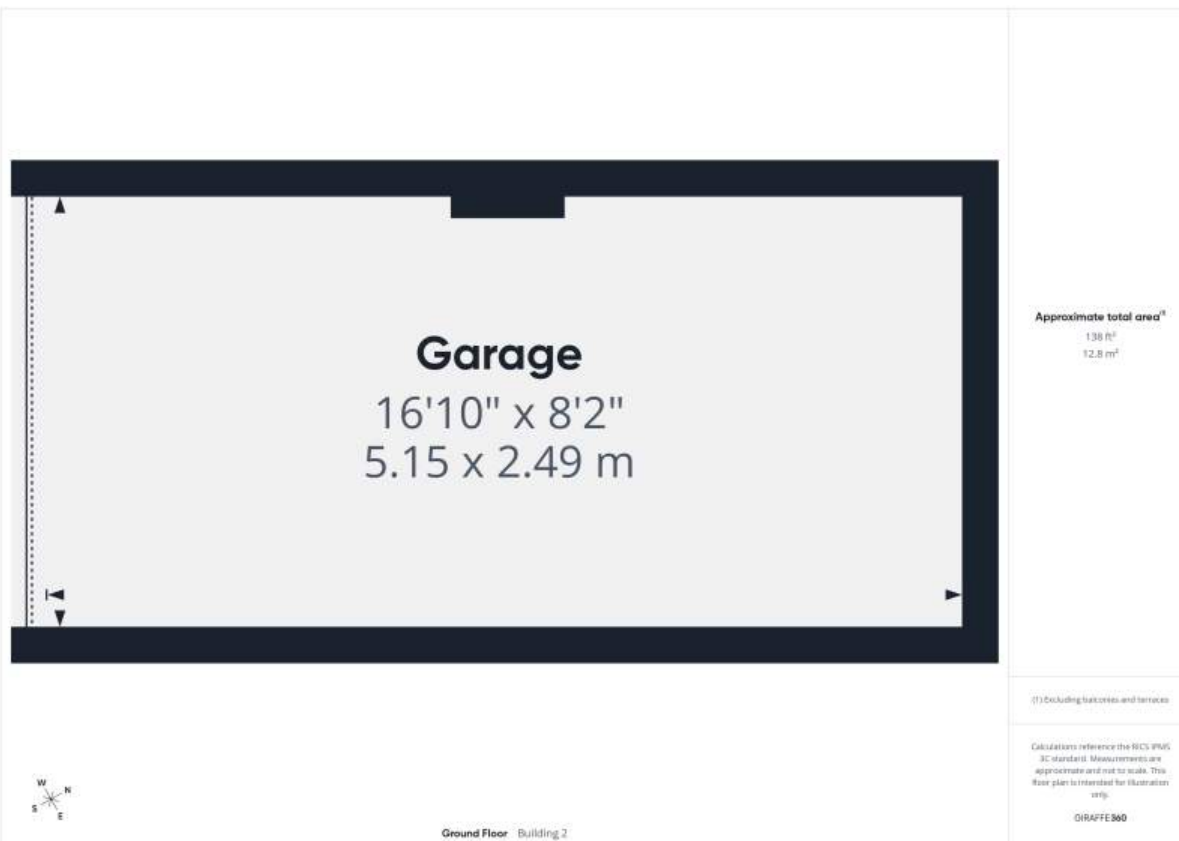 Garage
16'10" x 8'2"
5.15 x 2.49 m
Approximate total area(1)
138 ft²
12.8 m²
(1) Excluding balconies and terraces
Calculations reference the RICS IPMS
3C standard. Measurements are
approximate and not to scale. This
floor plan is intended for illustration
only.
GIRAFFE360
W
N
S
E
Ground Floor Building 2